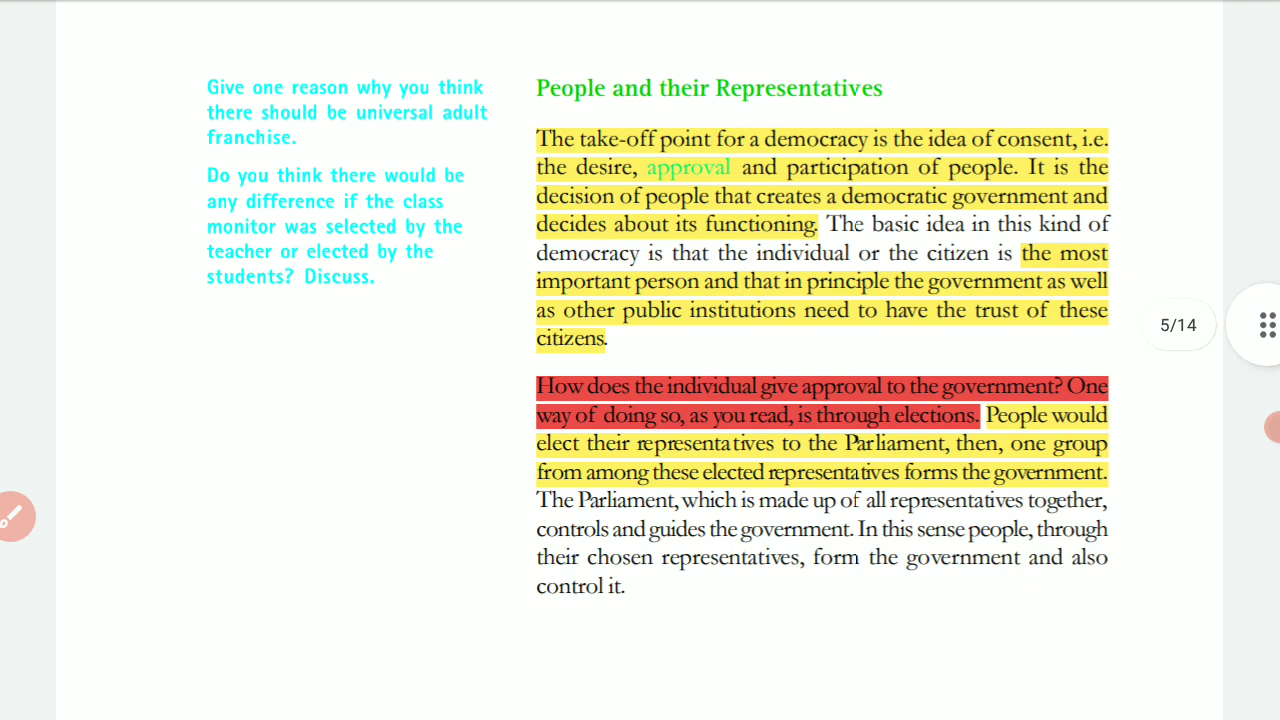 Give one reason why you think
there should be universal adult
franchise.
Do you think there would be
any difference if the class
monitor was selected by the
teacher or elected by the
students? Discuss.
People and their Representatives
The take-off point for a democracy is the idea of consent, i.e.
the desire, approval and participation of people. It is the
decision of people that creates a democratic government and
decides about its functioning. The basic idea in this kind of
democracy is that the individual or the citizen is the most
important person and that in principle the government as well
as other public institutions need to have the trust of these
citizens.
How does the individual give approval to the government? One
way of doing so, as you read, is through elections. People would
elect their representatives to the Parliament, then, one group
from among these elected representatives forms the government.
The Parliament, which is made up of all representatives together,
controls and guides the government. In this sense people, through
their chosen representatives, form the government and also
control it.
5/14